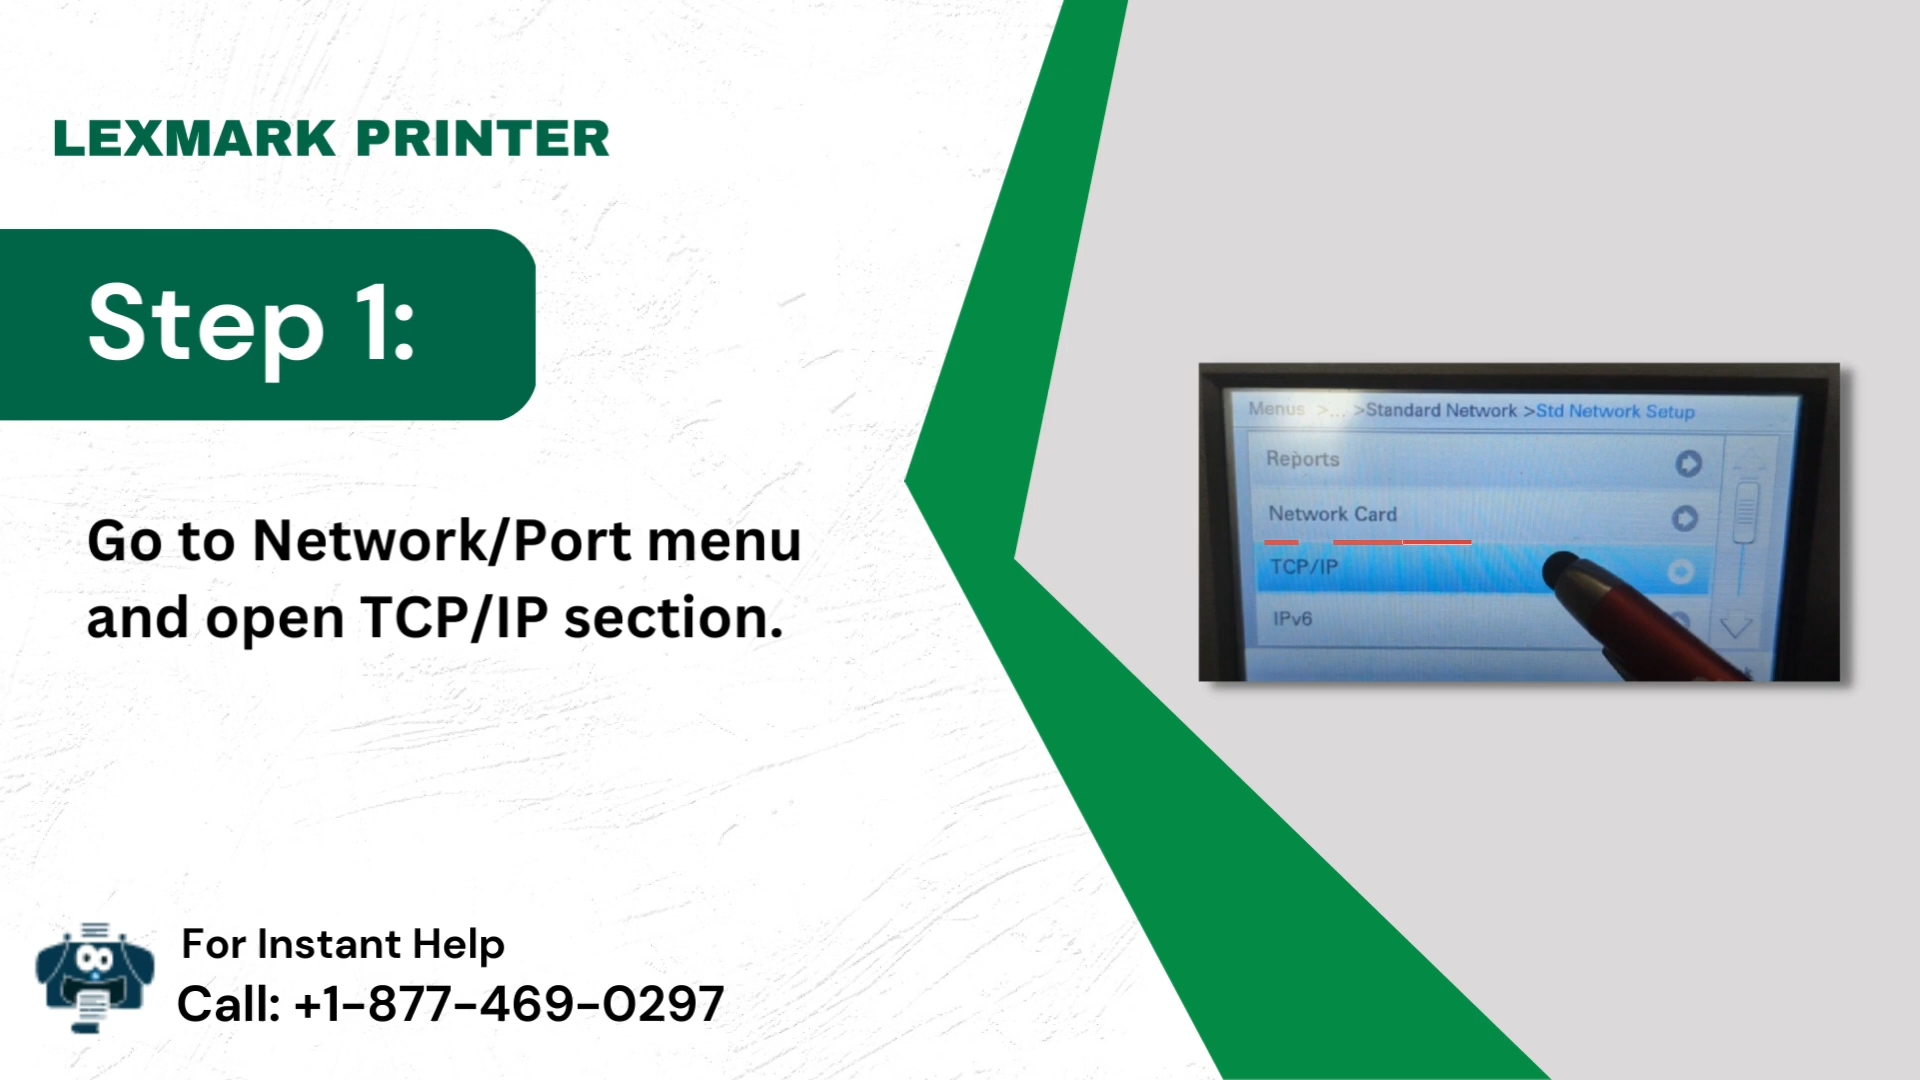 LEXMARK PRINTER
Step 1:
Go to Network/Port menu
and open TCP/IP section.
For Instant Help
Call: +1-877-469-0297
Menus >... >Standard Network >Std Network Setup
Reports
Network Card
TCP/IP
IPv6